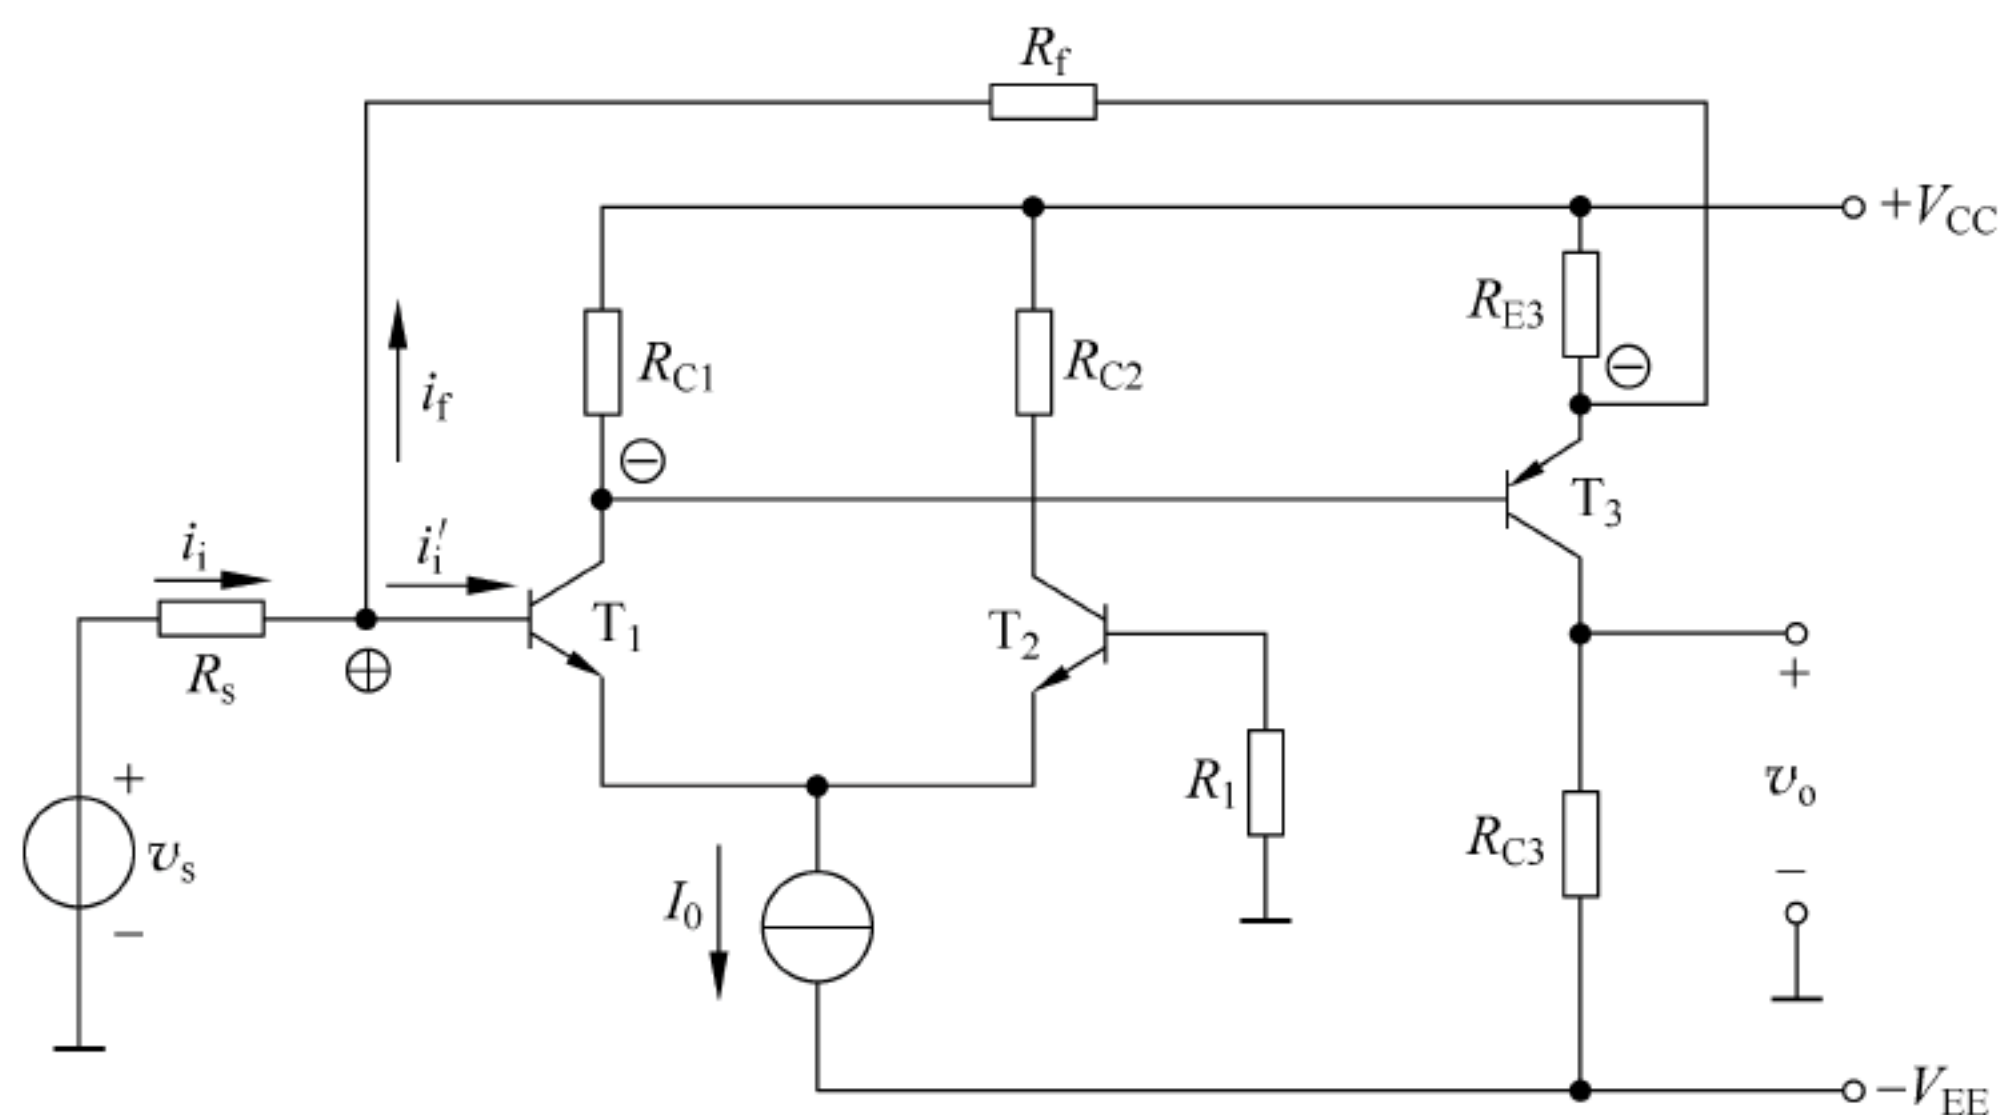 R_f
+V_CC
R_E3
⊖
R_C1
R_C2
i_f
⊖
T_3
i_i
i_i′
T_1
T_2
R_s
⊕
+
+
R_1
v_o
v_s
R_C3
I_0
−
−
−V_EE